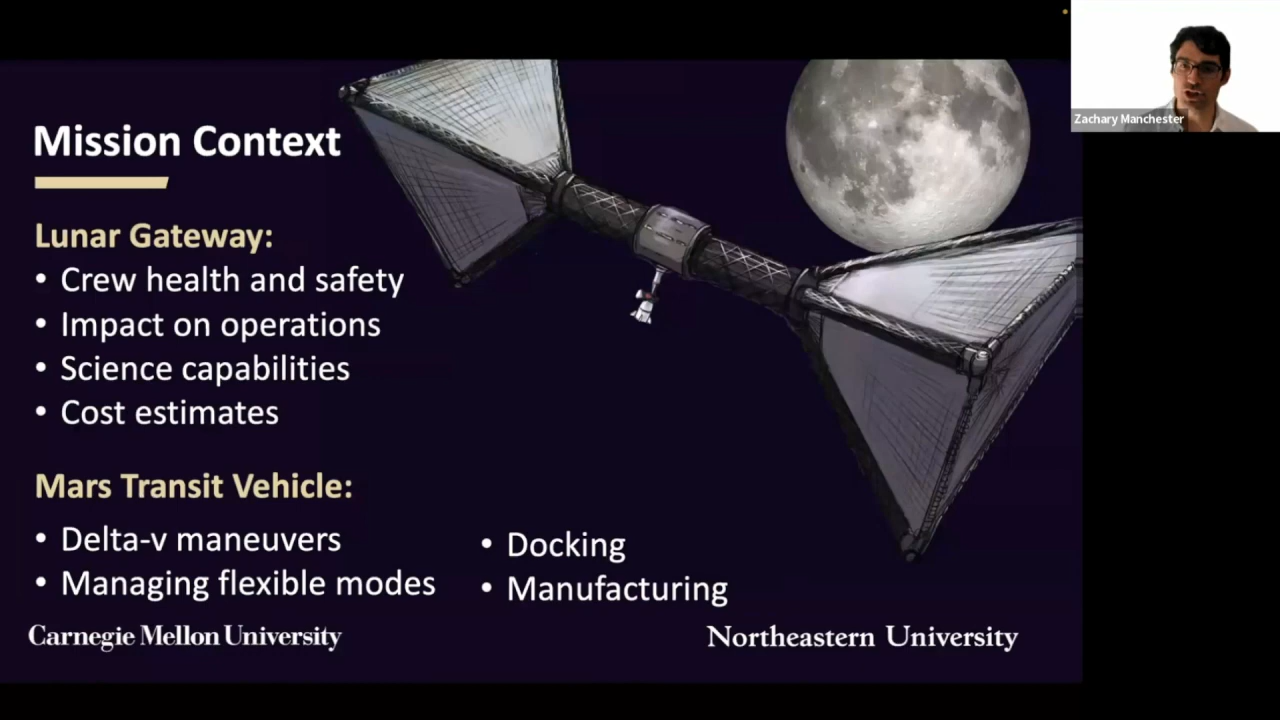 Zachary Manchester
Mission Context
Lunar Gateway:
• Crew health and safety
• Impact on operations
• Science capabilities
• Cost estimates
Mars Transit Vehicle:
• Delta-v maneuvers
• Managing flexible modes
• Docking
• Manufacturing
Carnegie Mellon University
Northeastern University